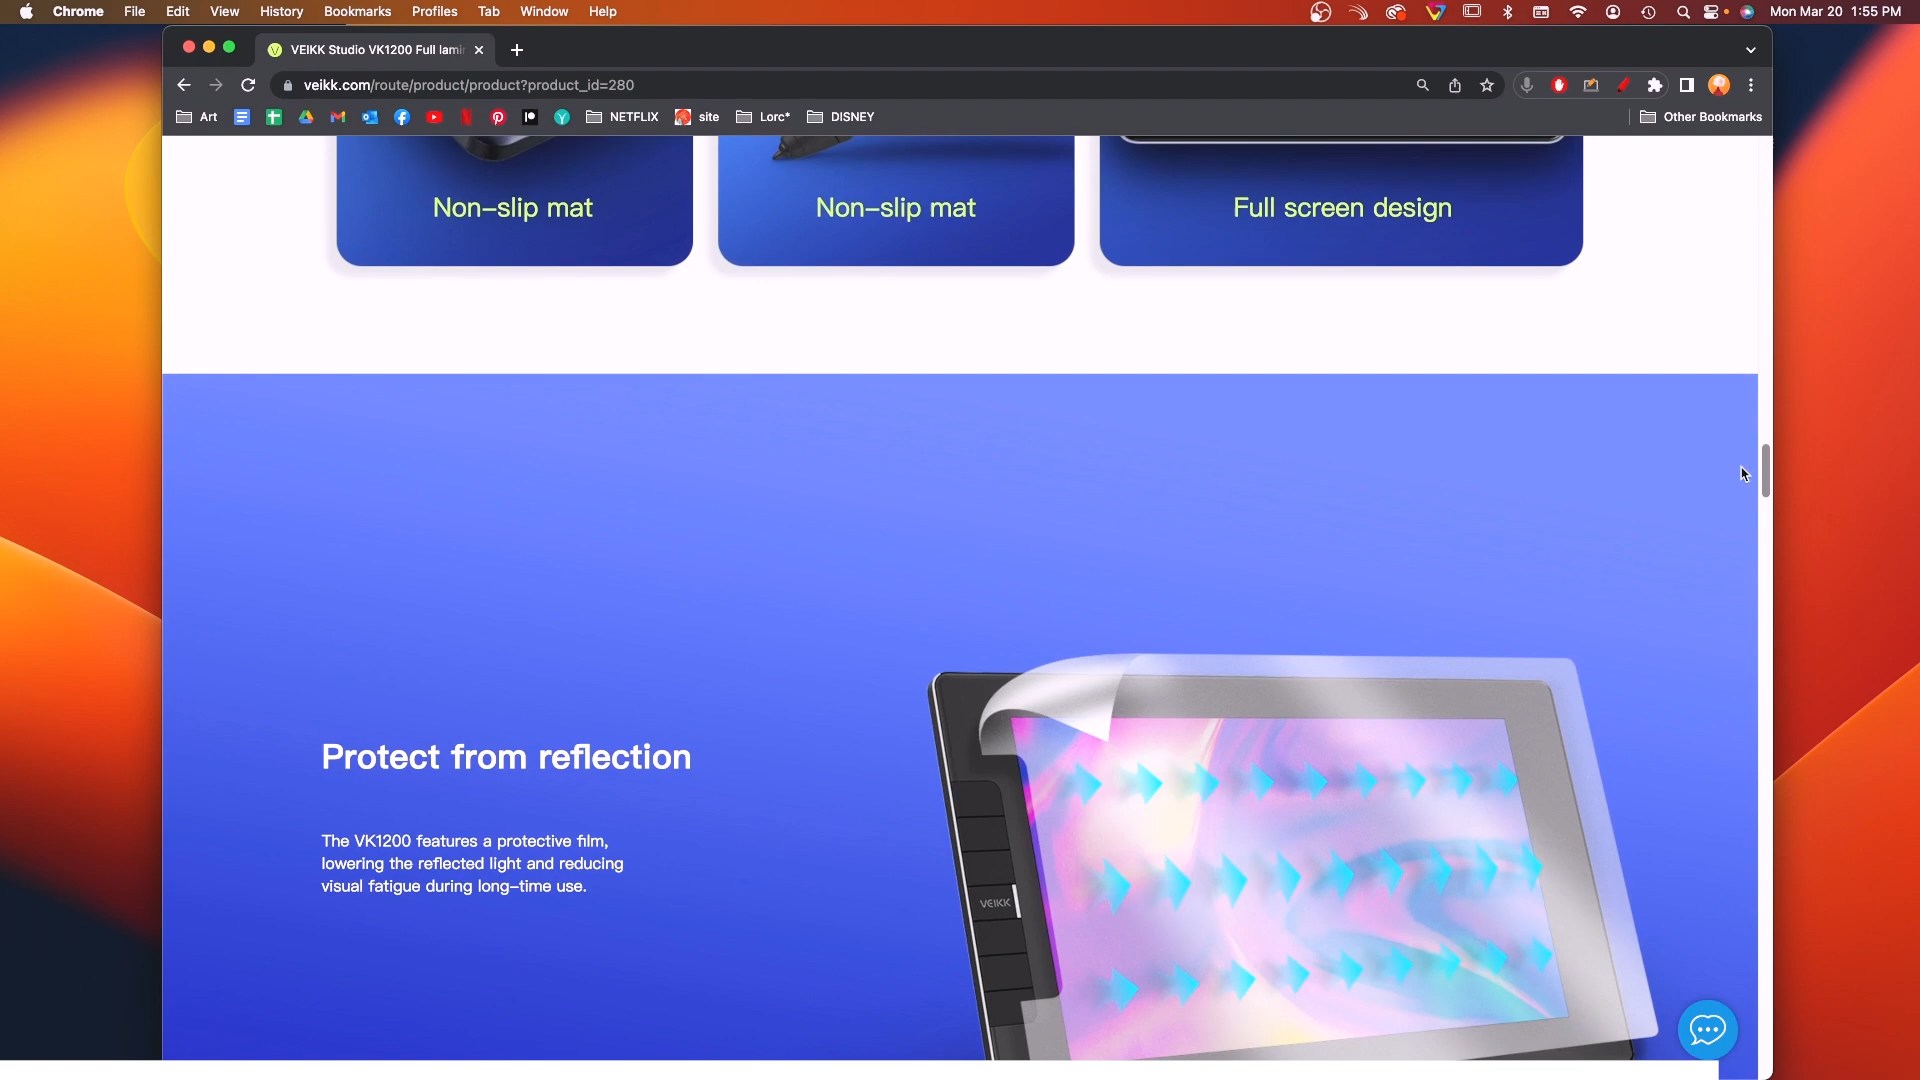 Chrome File Edit View History Bookmarks Profiles Tab Window Help Mon Mar 20 1:55 PM
VEIKK Studio VK1200 Full lami
veikk.com/route/product/product?product_id=280
Art NETFLIX site Lorc* DISNEY Other Bookmarks
Non-slip mat
Non-slip mat
Full screen design
Protect from reflection
The VK1200 features a protective film,
lowering the reflected light and reducing
visual fatigue during long-time use.
VEIKK